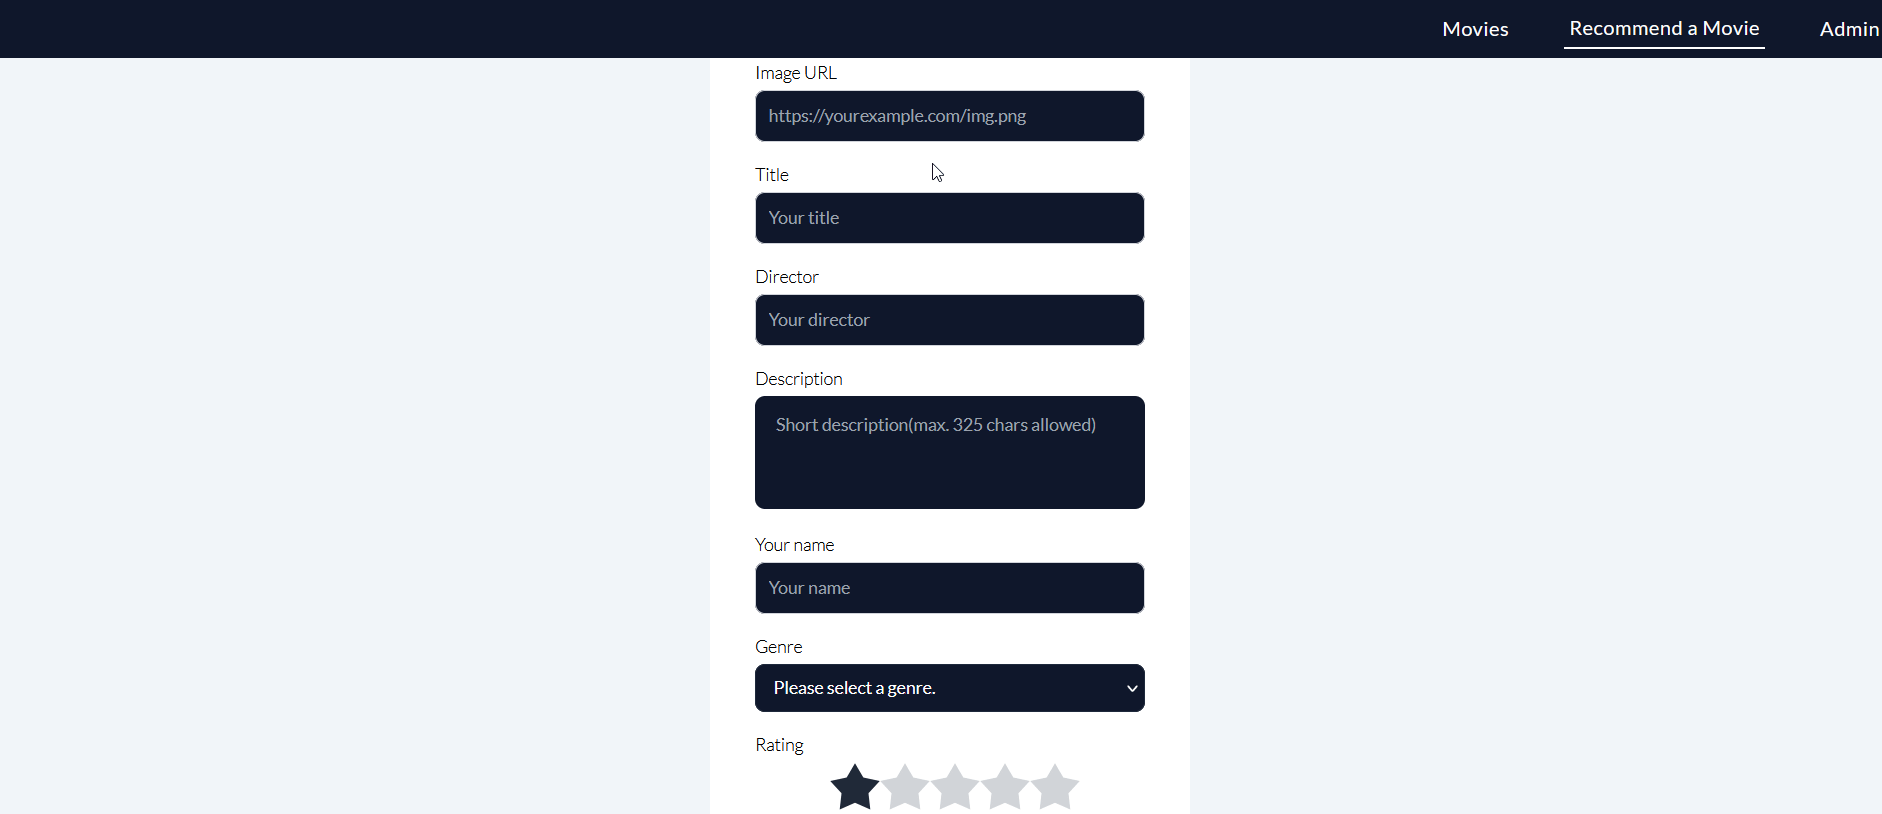 Movies
Recommend a Movie
Admin
Image URL
https://yourexample.com/img.png
Title
Your title
Director
Your director
Description
Short description(max. 325 chars allowed)
Your name
Your name
Genre
Please select a genre.
Rating